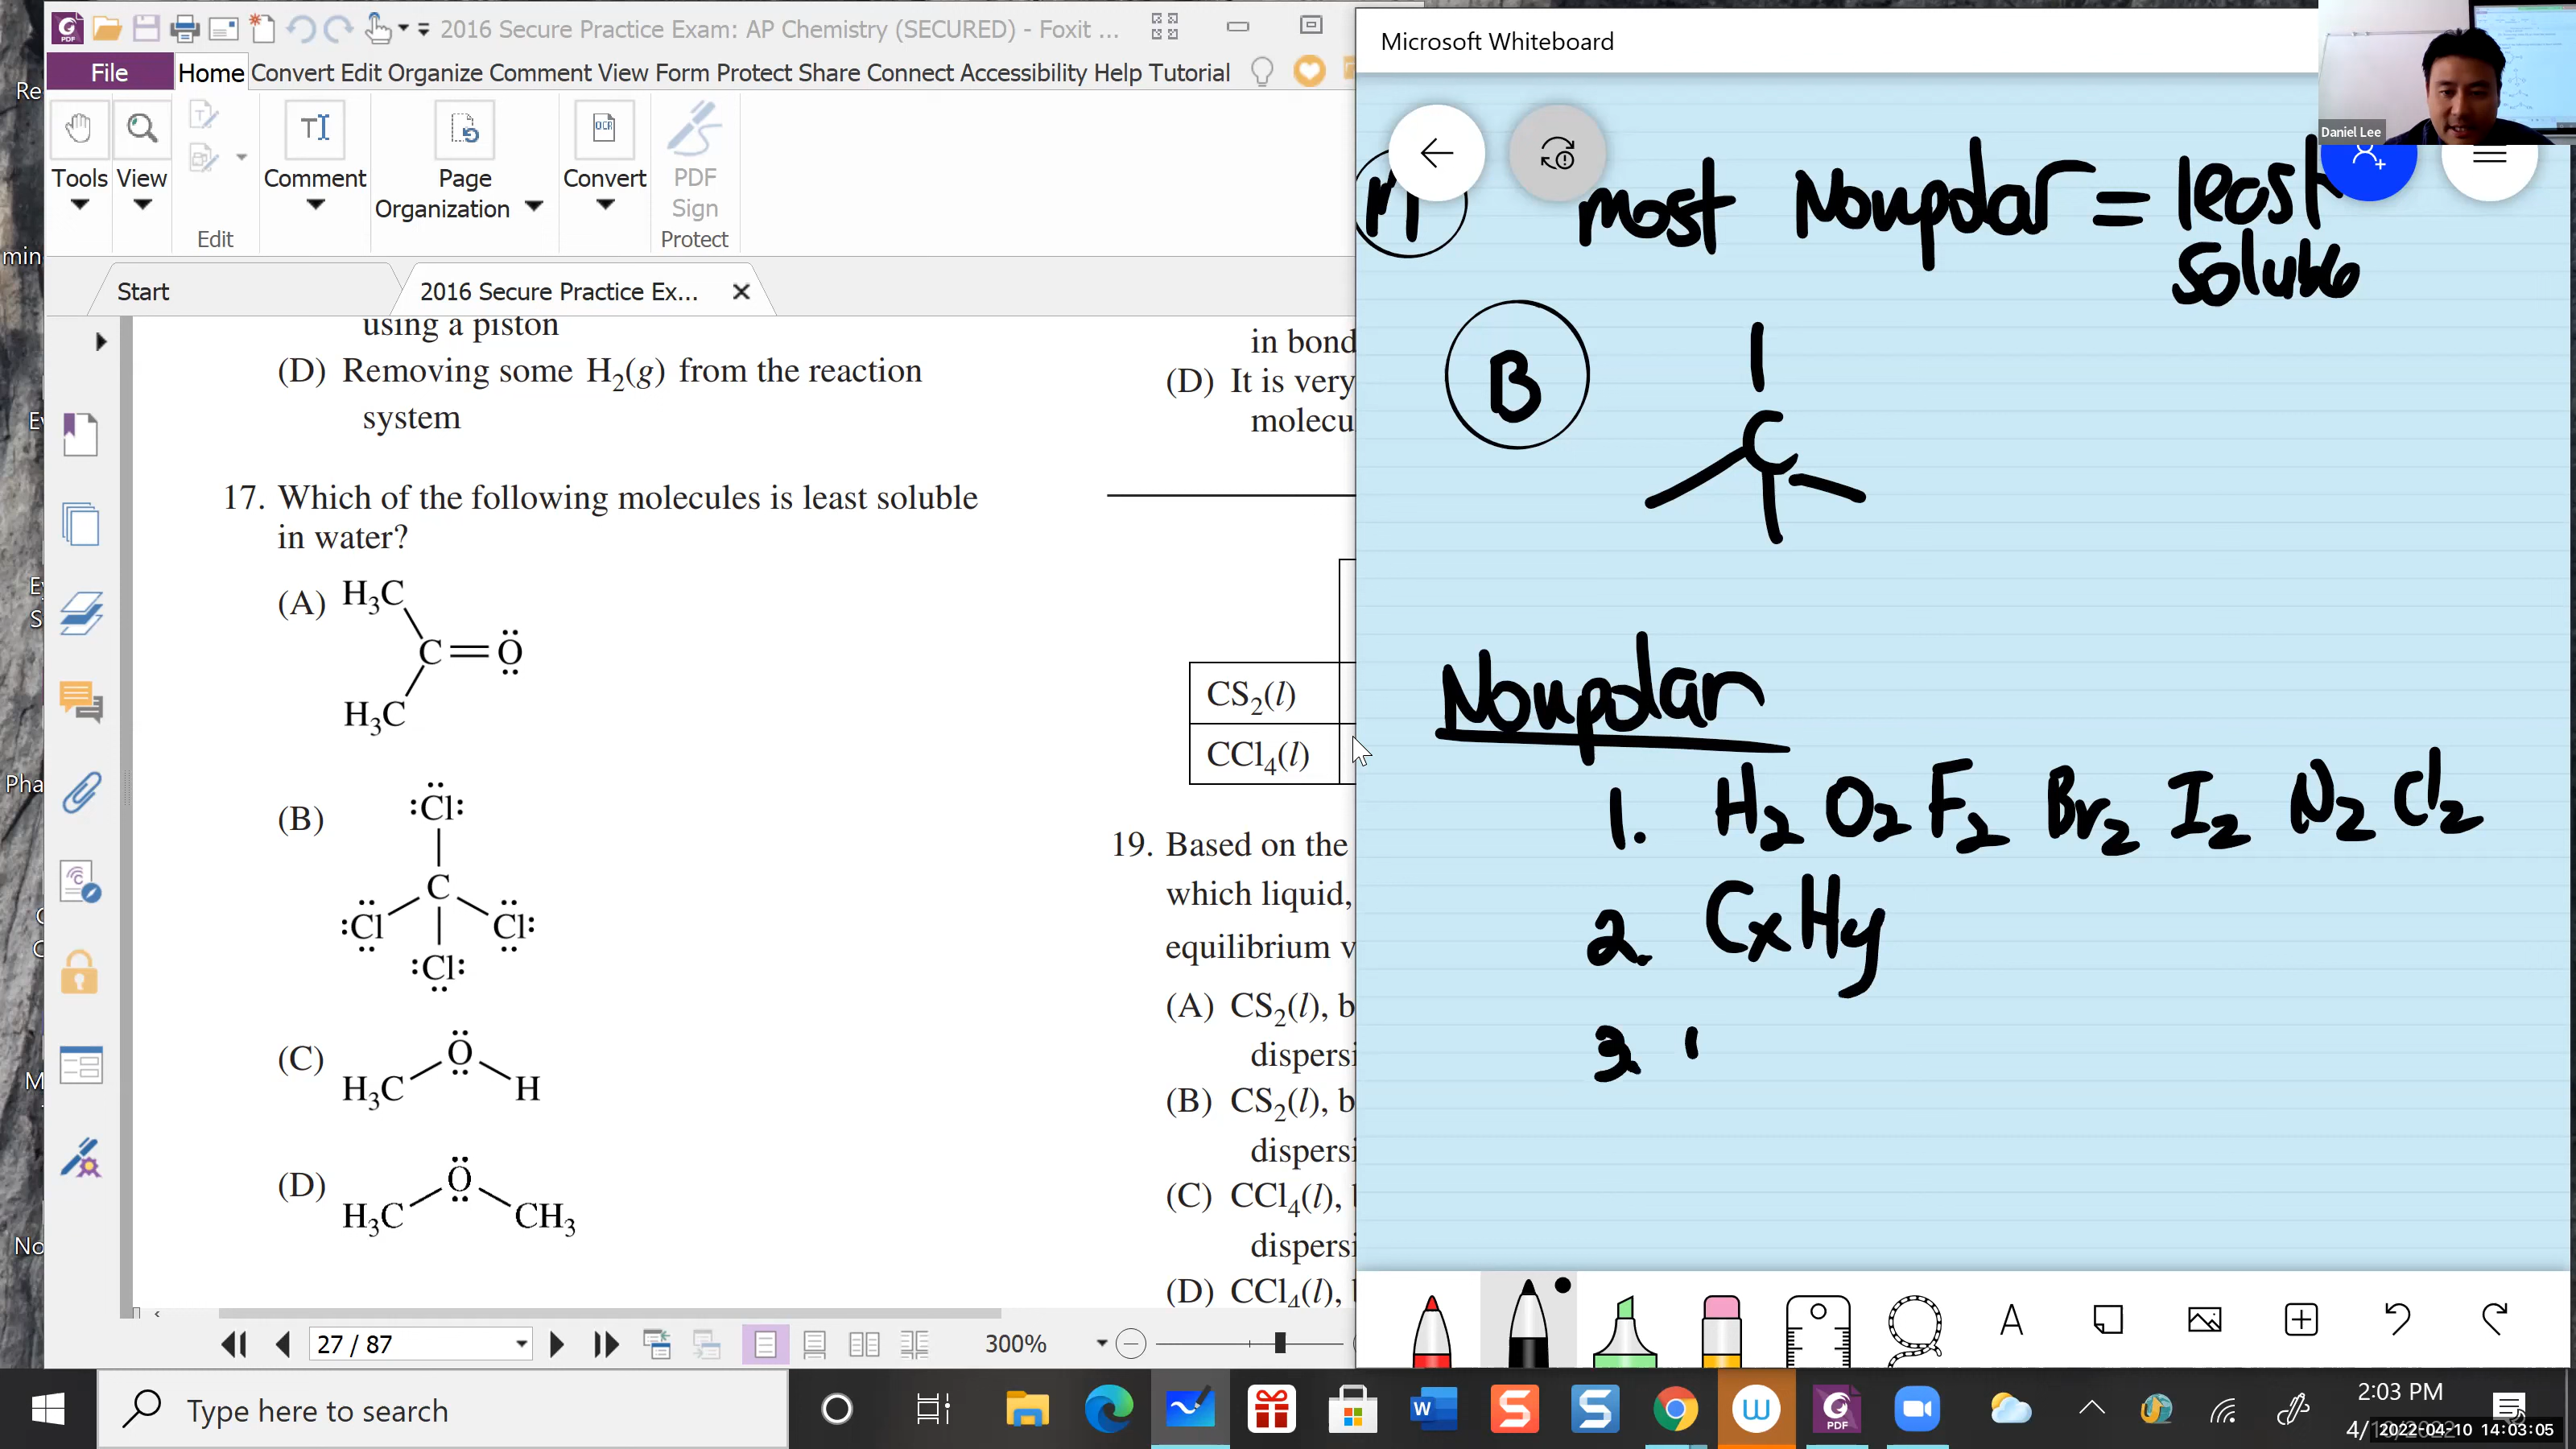 2016 Secure Practice Exam: AP Chemistry (SECURED) - Foxit ...
File Home Convert Edit Organize Comment View Form Protect Share Connect Accessibility Help Tutorial
Tools View Edit Comment Page Organization Convert PDF Sign Protect
Start
2016 Secure Practice Ex...
using a piston
(D) Removing some H₂(g) from the reaction
system
17. Which of the following molecules is least soluble
in water?
(A) H₃C
C=O
H₃C
(B) :Cl:
C
:Cl Cl:
:Cl:
(C) O
H₃C H
(D) O
H₃C CH₃
in bond
(D) It is very
molecu
CS₂(l)
CCl₄(l)
19. Based on the
which liquid,
equilibrium v
(A) CS₂(l), b
dispersi
(B) CS₂(l), b
dispersi
(C) CCl₄(l),
dispersi
(D) CCl₄(l),
27 / 87
300%
Microsoft Whiteboard
Daniel Lee
most Nonpolar = least
soluble
B
C
Nonpolar
1. H₂ O₂ F₂ Br₂ I₂ N₂ Cl₂
2. CxHy
3.
Type here to search
2:03 PM
2022-04-10 14:03:05